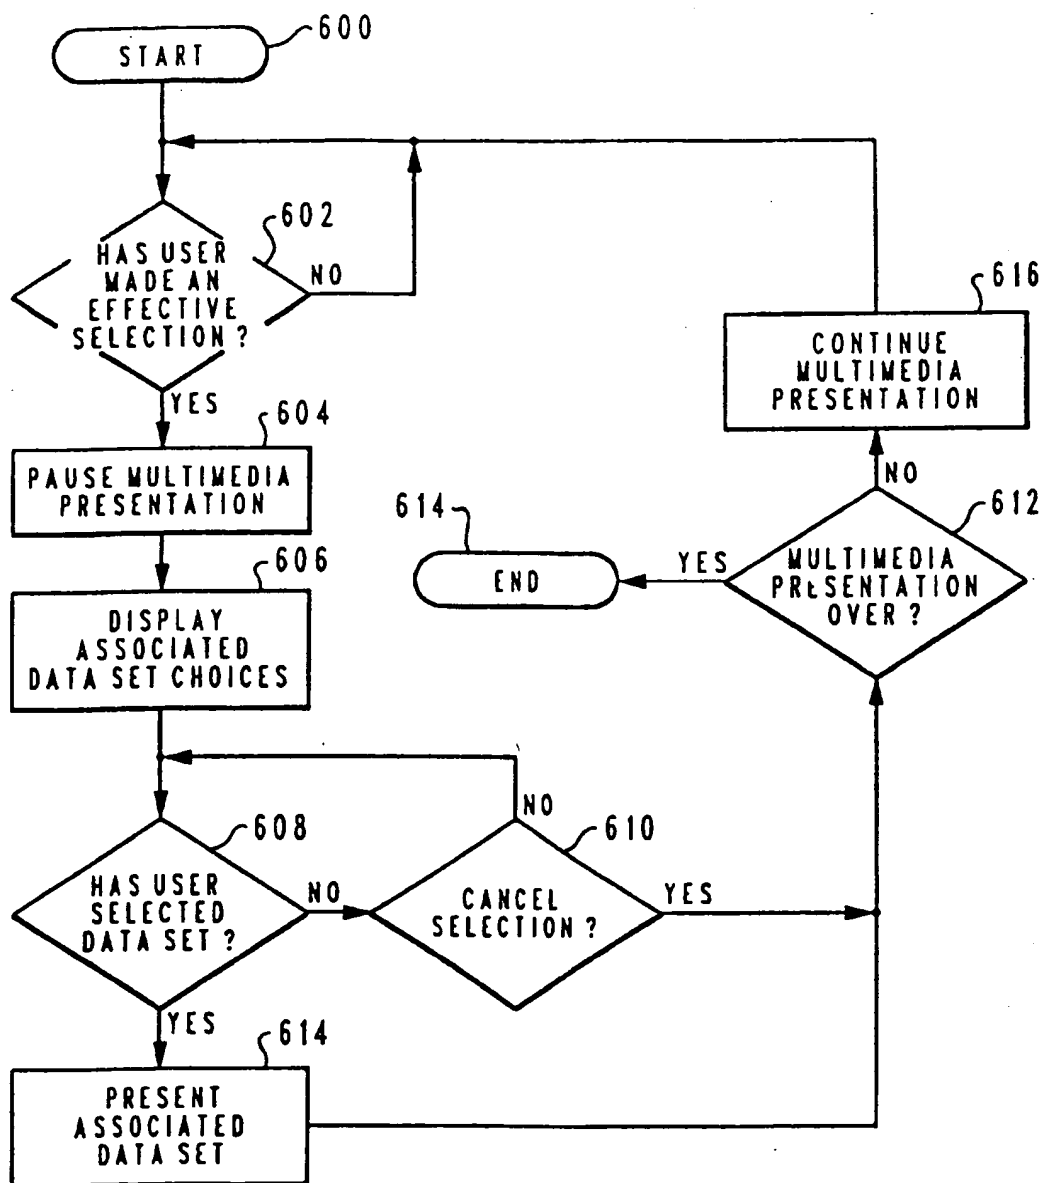 600
START
602
HAS USER
MADE AN
EFFECTIVE
SELECTION ?
NO
YES
604
PAUSE MULTIMEDIA
PRESENTATION
606
DISPLAY
ASSOCIATED
DATA SET CHOICES
608
HAS USER
SELECTED
DATA SET ?
NO
YES
610
CANCEL
SELECTION ?
NO
YES
614
PRESENT
ASSOCIATED
DATA SET
616
CONTINUE
MULTIMEDIA
PRESENTATION
NO
612
MULTIMEDIA
PRESENTATION
OVER ?
YES
614
END